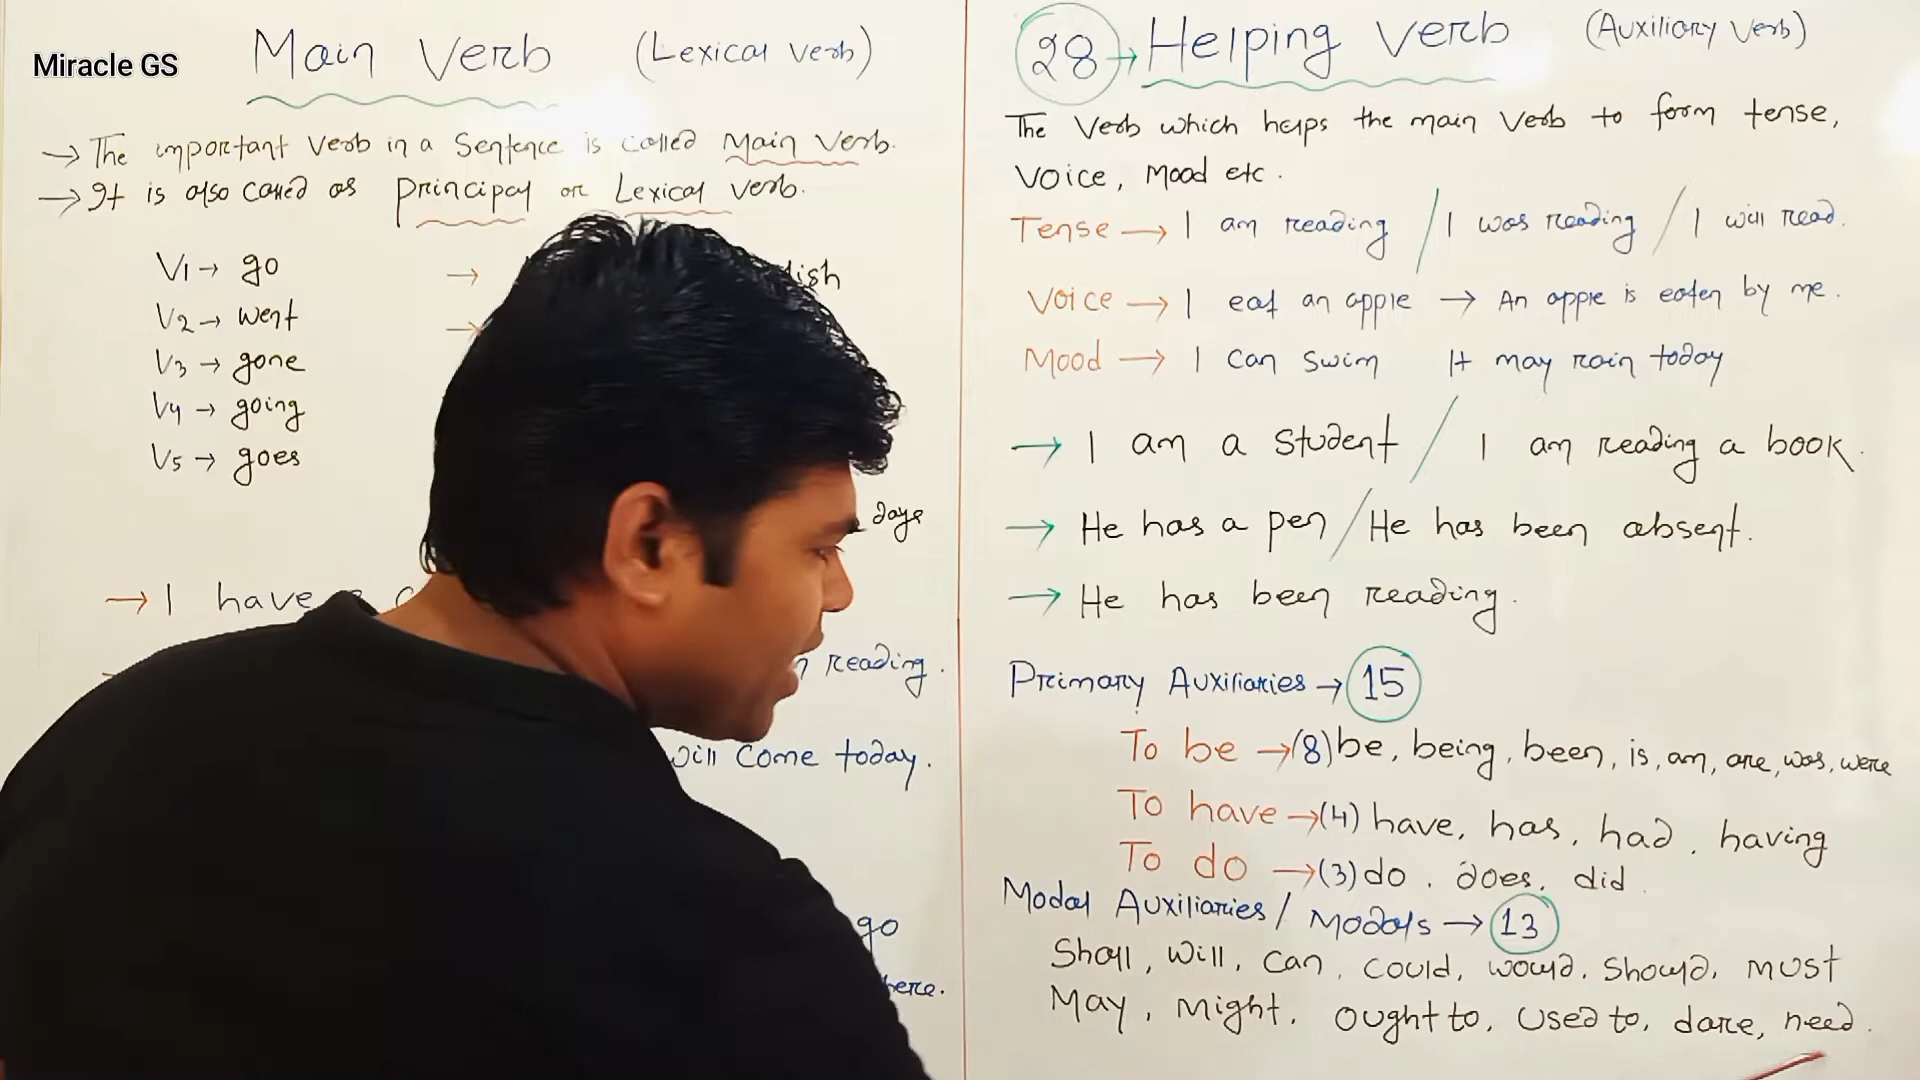 Miracle GS
Main Verb (Lexical verb)
→ The important verb in a Sentence is called Main Verb.
→ It is also called as principal or Lexical verb.
V1 → go
V2 → went
V3 → gone
V4 → going
V5 → goes
→
→
days
→ I have
reading.
will come today.
go
here.
28 → Helping verb (Auxiliary Verb)
The Verb which helps the main verb to form tense,
Voice, Mood etc.
Tense → I am reading / I was reading / I will read.
Voice → I eat an apple → An apple is eaten by me.
Mood → I can swim It may rain today
→ I am a student / I am reading a book.
→ He has a pen / He has been absent.
→ He has been reading.
Primary Auxiliaries → 15
To be → (8) be, being, been, is, am, are, was, were
To have → (4) have, has, had, having
To do → (3) do, does, did
Modal Auxiliaries / Modals → 13
Shall, will, can, could, would, should, must
May, might, ought to, used to, dare, need.